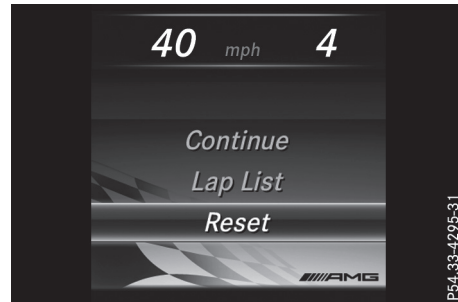 40 mph 4
Continue
Lap List
Reset
AMG
P54.33-4295-31